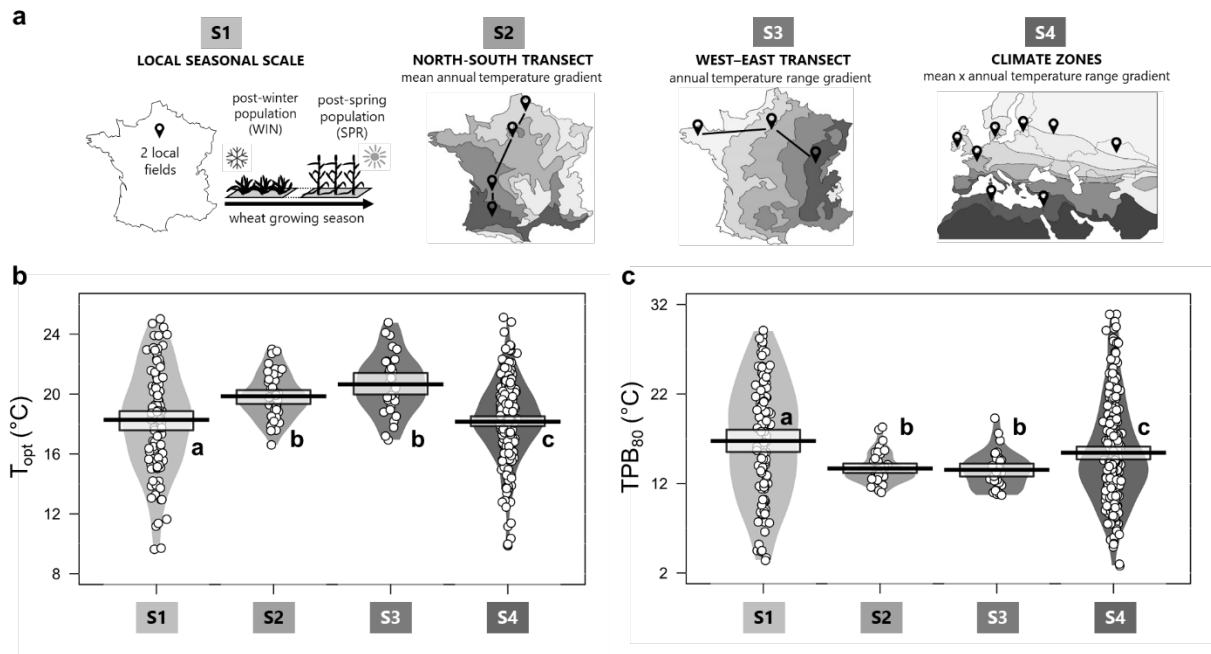 a
S1
LOCAL SEASONAL SCALE
post-winter
population
(WIN)
post-spring
population
(SPR)
2 local
fields
wheat growing season
S2
NORTH-SOUTH TRANSECT
mean annual temperature gradient
S3
WEST–EAST TRANSECT
annual temperature range gradient
S4
CLIMATE ZONES
mean x annual temperature range gradient
b
Topt (°C)
24
20
16
12
8
a
b
b
c
S1
S2
S3
S4
c
TPB80 (°C)
32
22
12
2
a
b
b
c
S1
S2
S3
S4